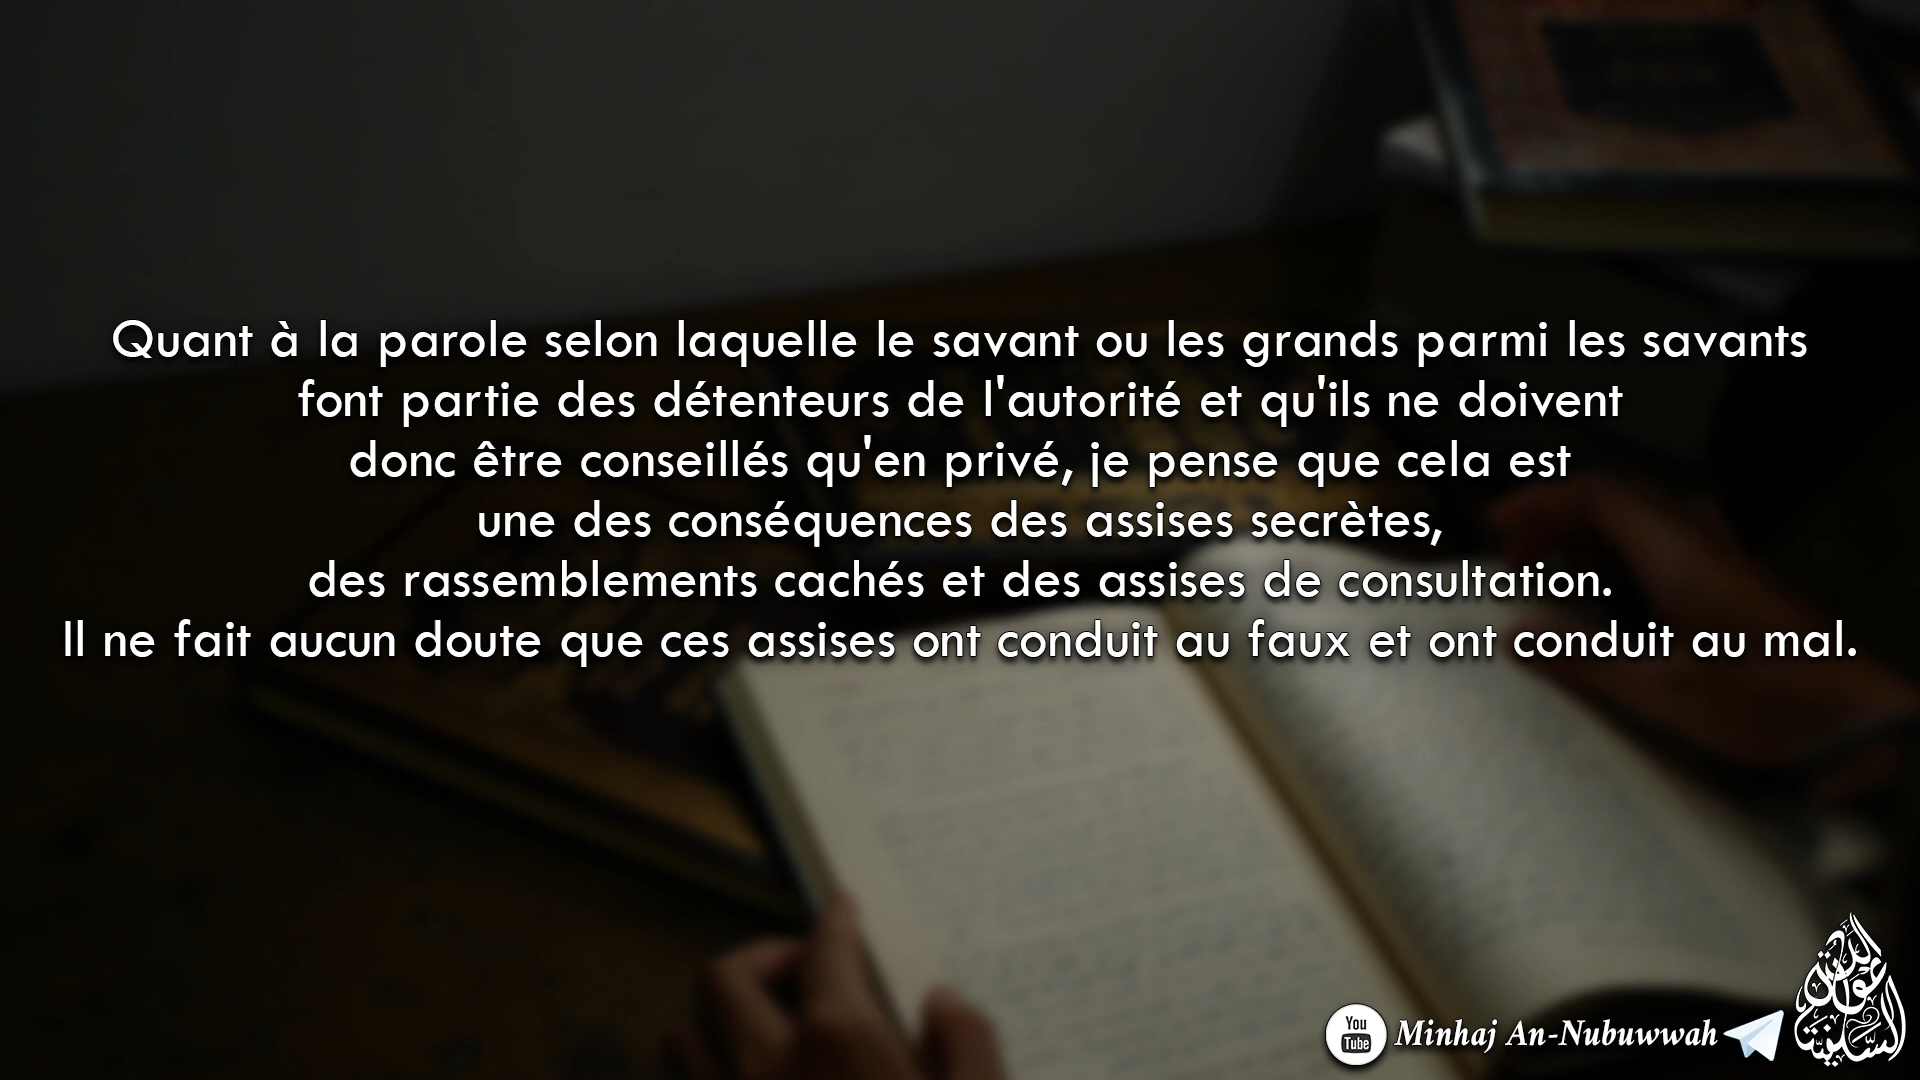 Quant à la parole selon laquelle le savant ou les grands parmi les savants
font partie des détenteurs de l'autorité et qu'ils ne doivent
donc être conseillés qu'en privé, je pense que cela est
une des conséquences des assises secrètes,
des rassemblements cachés et des assises de consultation.
Il ne fait aucun doute que ces assises ont conduit au faux et ont conduit au mal.
You
Tube
Minhaj An-Nubuwwah